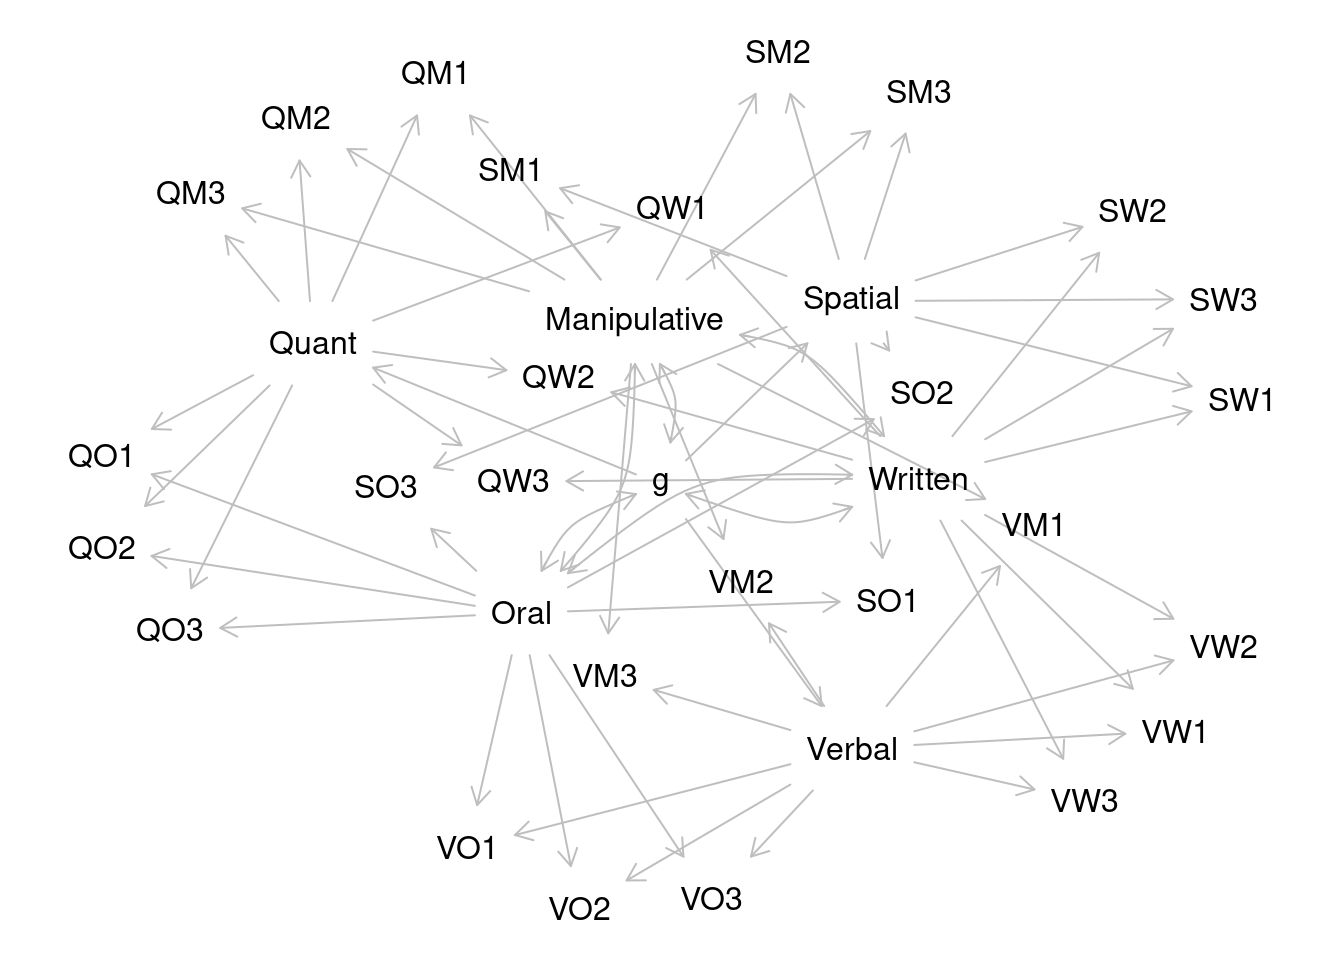 SM2
QM1
SM3
QM2
SM1
QM3
QW1
SW2
Spatial
SW3
Manipulative
Quant
QW2
SO2
SW1
QO1
Written
g
QW3
SO3
VM1
QO2
VM2
SO1
Oral
QO3
VW2
VM3
VW1
Verbal
VW3
VO1
VO3
VO2